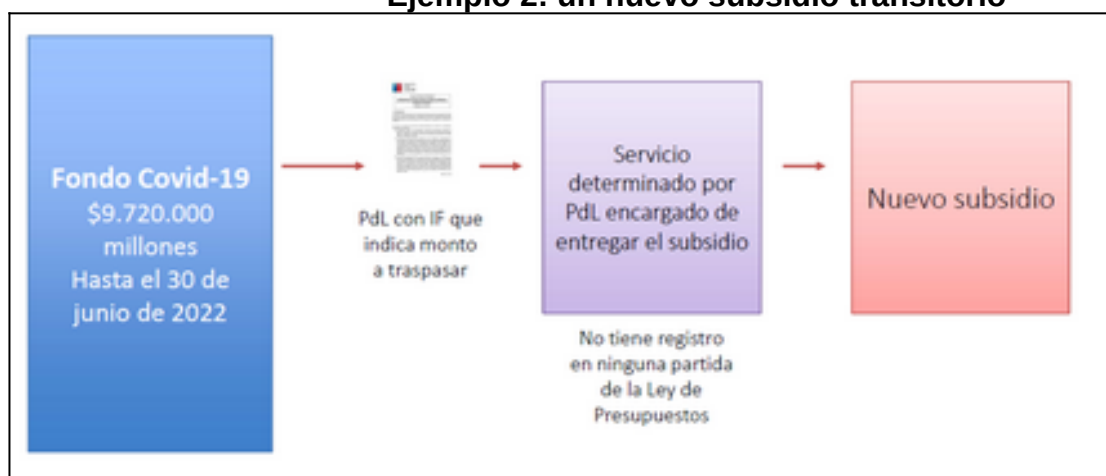 Ejemplo 2: un nuevo subsidio transitorio
Fondo Covid-19
$9.720.000
millones
Hasta el 30 de
junio de 2022
PdL con IF que
indica monto
a traspasar
Servicio
determinado por
PdL encargado de
entregar el subsidio
No tiene registro
en ninguna partida
de la Ley de
Presupuestos
Nuevo subsidio